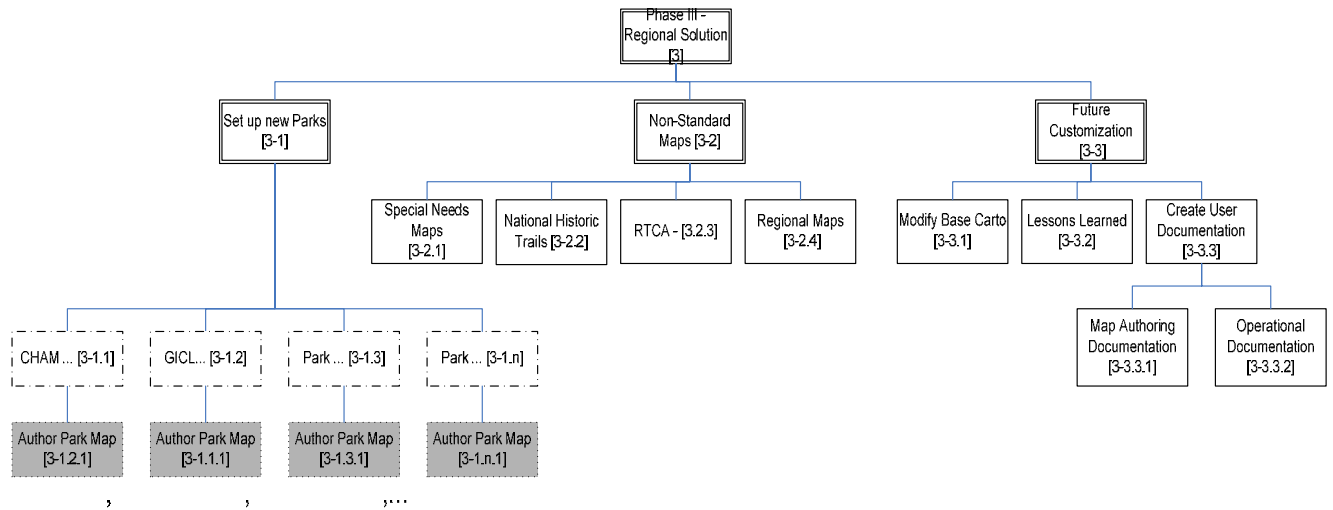 Phase III -
Regional Solution
[3]
Set up new Parks
[3-1]
Non-Standard
Maps [3-2]
Future
Customization
[3-3]
Special Needs
Maps
[3-2.1]
National Historic
Trails [3-2.2]
RTCA - [3.2.3]
Regional Maps
[3-2.4]
Modify Base Carto
[3-3.1]
Lessons Learned
[3-3.2]
Create User
Documentation
[3-3.3]
Map Authoring
Documentation
[3-3.3.1]
Operational
Documentation
[3-3.3.2]
CHAM ... [3-1.1]
GICL... [3-1.2]
Park ... [3-1.3]
Park ... [3-1.n]
Author Park Map
[3-1.2.1]
Author Park Map
[3-1.1.1]
Author Park Map
[3-1.3.1]
Author Park Map
[3-1.n.1]
, , ,...